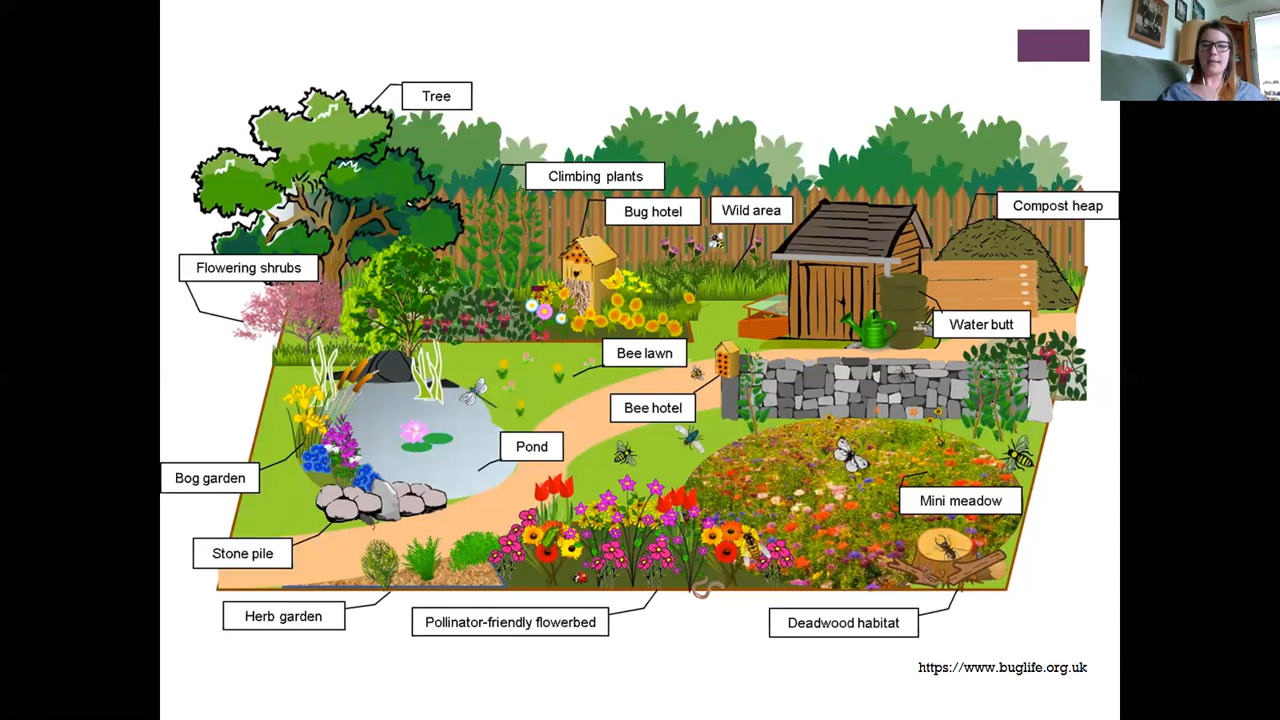 Tree
Climbing plants
Bug hotel
Wild area
Compost heap
Flowering shrubs
Water butt
Bee lawn
Bee hotel
Pond
Bog garden
Mini meadow
Stone pile
Herb garden
Pollinator-friendly flowerbed
Deadwood habitat
https://www.buglife.org.uk